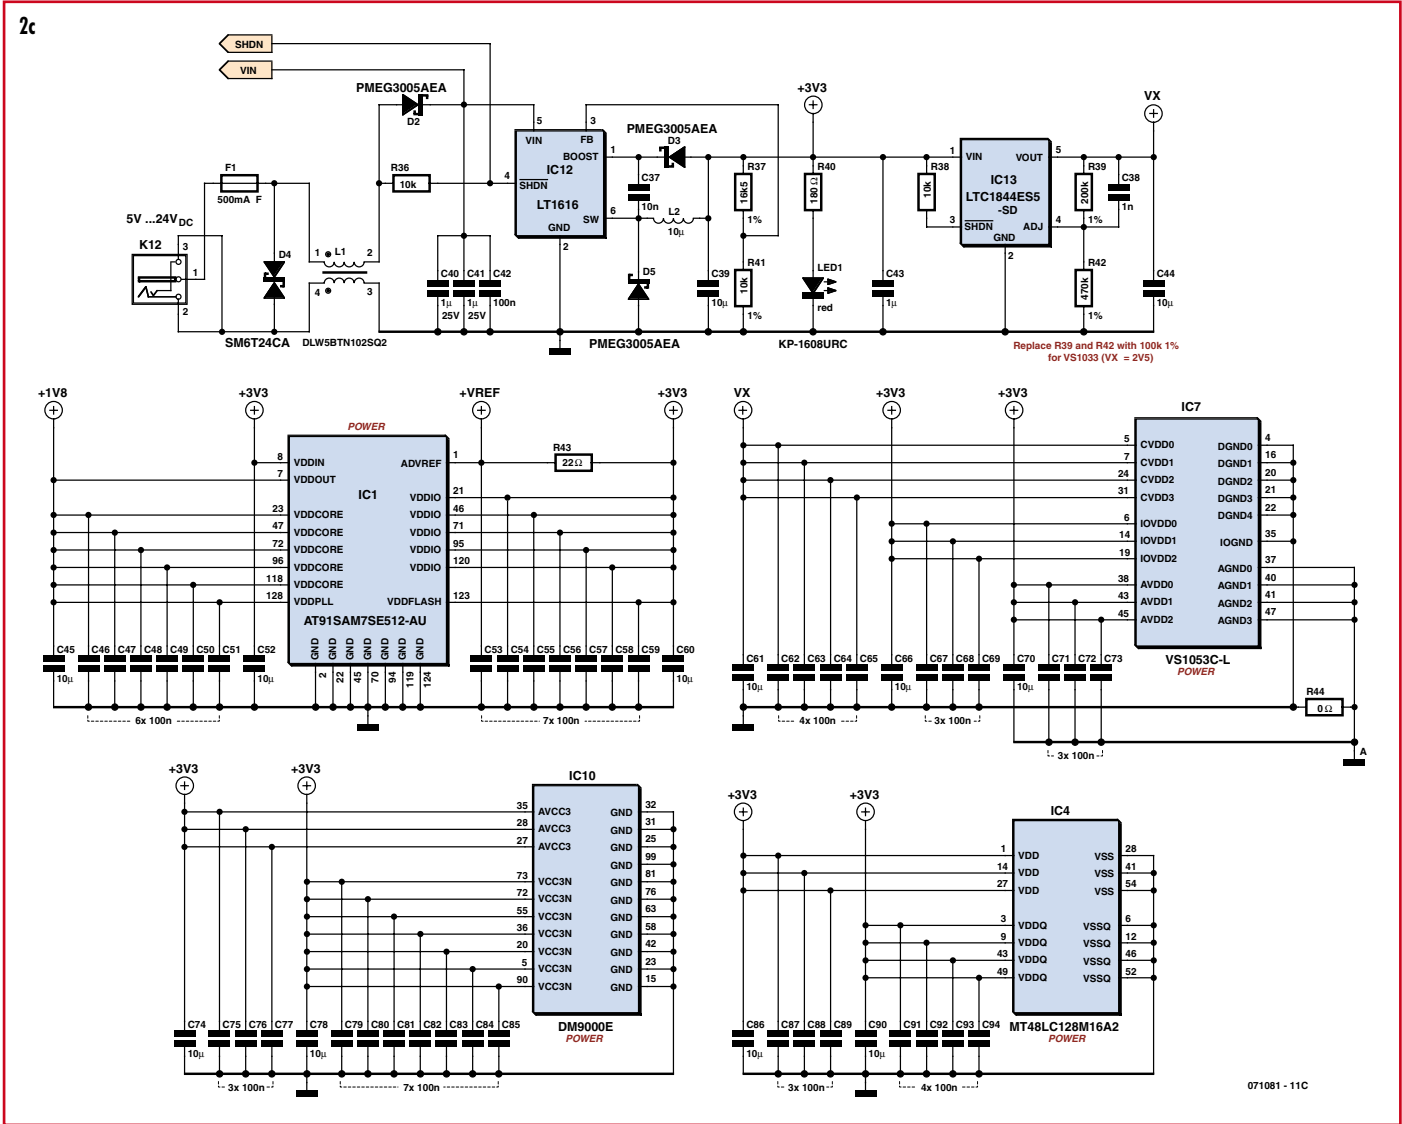 2c
SHDN
VIN
PMEG3005AEA
D2
F1
500mA F
R36
10k
5V ...24VDC
K12
3
1
2
D4
SM6T24CA
1
L1
2
4
3
DLW5BTN102SQ2
C40
1µ
25V
C41
1µ
25V
C42
100n
5
3
VIN
FB
BOOST
1
IC12
4
SHDN
LT1616
SW
6
GND
2
PMEG3005AEA
D3
C37
10n
L2
10µ
D5
PMEG3005AEA
C39
10µ
R37
16k5
1%
R41
10k
1%
+3V3
R40
180Ω
LED1
red
KP-1608URC
C43
1µ
R38
10k
1
VIN
VOUT
5
IC13
LTC1844ES5
-SD
3
SHDN
ADJ
4
GND
2
R39
200k
1%
C38
1n
R42
470k
1%
VX
C44
10µ
Replace R39 and R42 with 100k 1%
for VS1033 (VX = 2V5)
+1V8
+3V3
POWER
+VREF
+3V3
8
VDDIN
7
VDDOUT
IC1
23
VDDCORE
47
VDDCORE
72
VDDCORE
96
VDDCORE
118
VDDCORE
128
VDDPLL
ADVREF
1
R43
22Ω
VDDIO
21
VDDIO
46
VDDIO
71
VDDIO
95
VDDIO
120
VDDFLASH
123
AT91SAM7SE512-AU
GND
GND
GND
GND
GND
GND
GND
2
22
45
70
94
119
124
C45
10µ
C46
C47
C48
C49
C50
C51
6x 100n
C52
10µ
C53
C54
C55
C56
C57
C58
C59
7x 100n
C60
10µ
VX
+3V3
+3V3
IC7
5
CVDD0
7
CVDD1
24
CVDD2
31
CVDD3
6
IOVDD0
14
IOVDD1
19
IOVDD2
38
AVDD0
43
AVDD1
45
AVDD2
DGND0
4
DGND1
16
DGND2
20
DGND3
21
DGND4
22
IOGND
35
AGND0
37
AGND1
40
AGND2
41
AGND3
47
VS1053C-L
POWER
C61
10µ
C62
C63
C64
C65
4x 100n
C66
10µ
C67
C68
C69
3x 100n
C70
10µ
C71
C72
C73
3x 100n
R44
0Ω
A
+3V3
+3V3
IC10
35
AVCC3
28
AVCC3
27
AVCC3
73
VCC3N
72
VCC3N
55
VCC3N
36
VCC3N
20
VCC3N
5
VCC3N
90
VCC3N
GND
32
GND
31
GND
25
GND
99
GND
81
GND
76
GND
63
GND
58
GND
42
GND
23
GND
15
DM9000E
POWER
C74
10µ
C75
C76
C77
3x 100n
C78
10µ
C79
C80
C81
C82
C83
C84
C85
7x 100n
+3V3
+3V3
IC4
1
VDD
14
VDD
27
VDD
3
VDDQ
9
VDDQ
43
VDDQ
49
VDDQ
VSS
28
VSS
41
VSS
54
VSSQ
6
VSSQ
12
VSSQ
46
VSSQ
52
MT48LC128M16A2
POWER
C86
10µ
C87
C88
C89
3x 100n
C90
10µ
C91
C92
C93
C94
4x 100n
071081 - 11C